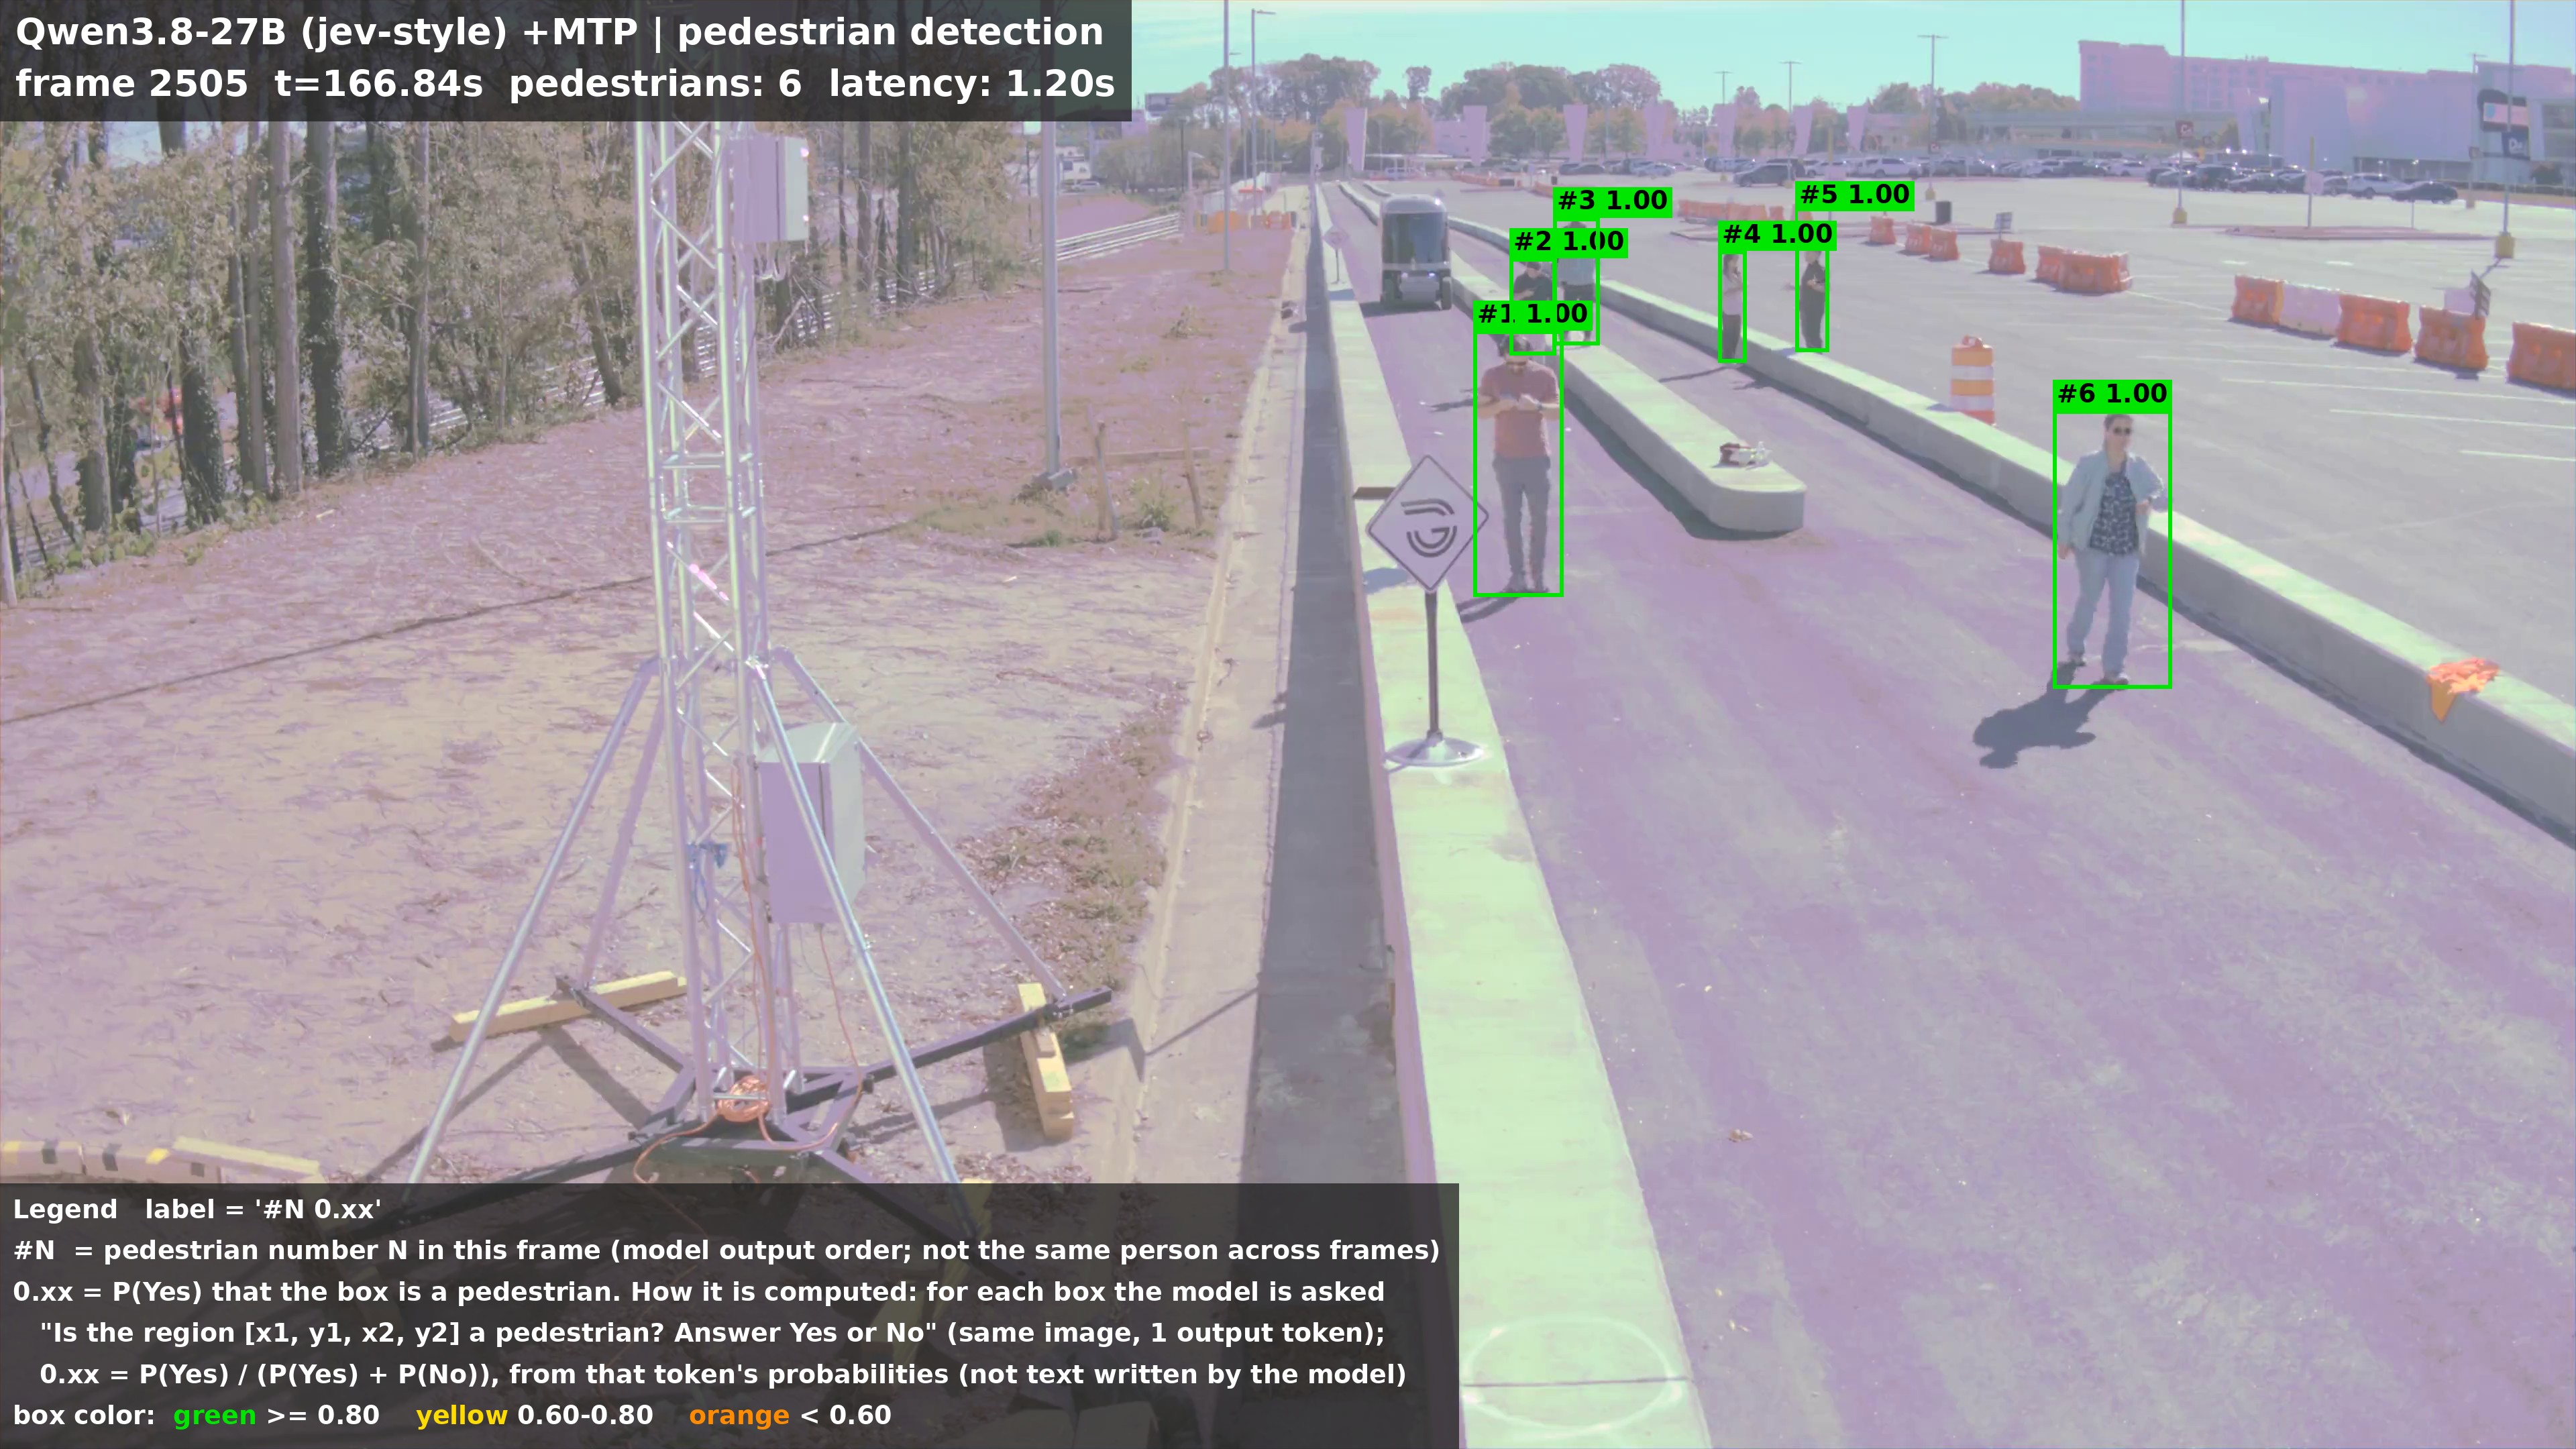 Qwen3.8-27B (jev-style) +MTP | pedestrian detection
frame 2505  t=166.84s  pedestrians: 6  latency: 1.20s
#3 1.00
#5 1.00
#2 1.00
#4 1.00
#1 1.00
#6 1.00
Legend   label = '#N 0.xx'
#N  = pedestrian number N in this frame (model output order; not the same person across frames)
0.xx = P(Yes) that the box is a pedestrian. How it is computed: for each box the model is asked
"Is the region [x1, y1, x2, y2] a pedestrian? Answer Yes or No" (same image, 1 output token);
0.xx = P(Yes) / (P(Yes) + P(No)), from that token's probabilities (not text written by the model)
box color:  green >= 0.80    yellow 0.60-0.80    orange < 0.60